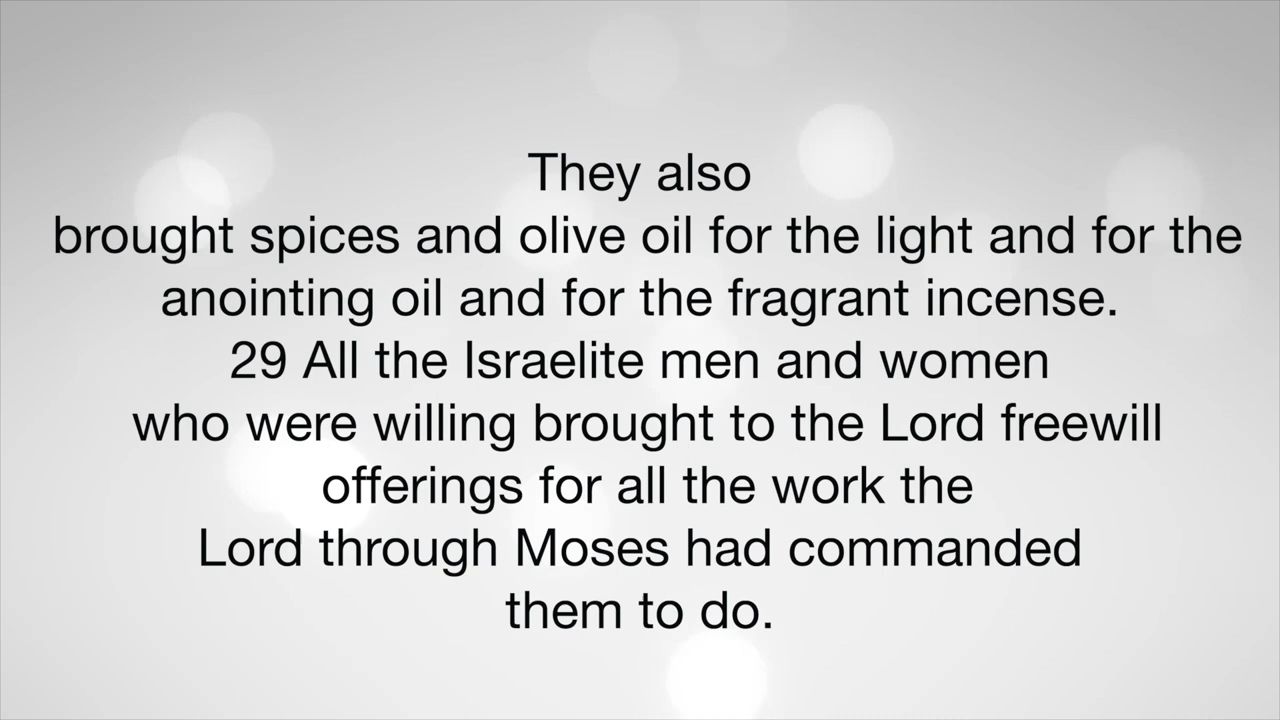 They also
brought spices and olive oil for the light and for the
anointing oil and for the fragrant incense.
29 All the Israelite men and women
who were willing brought to the Lord freewill
offerings for all the work the
Lord through Moses had commanded
them to do.